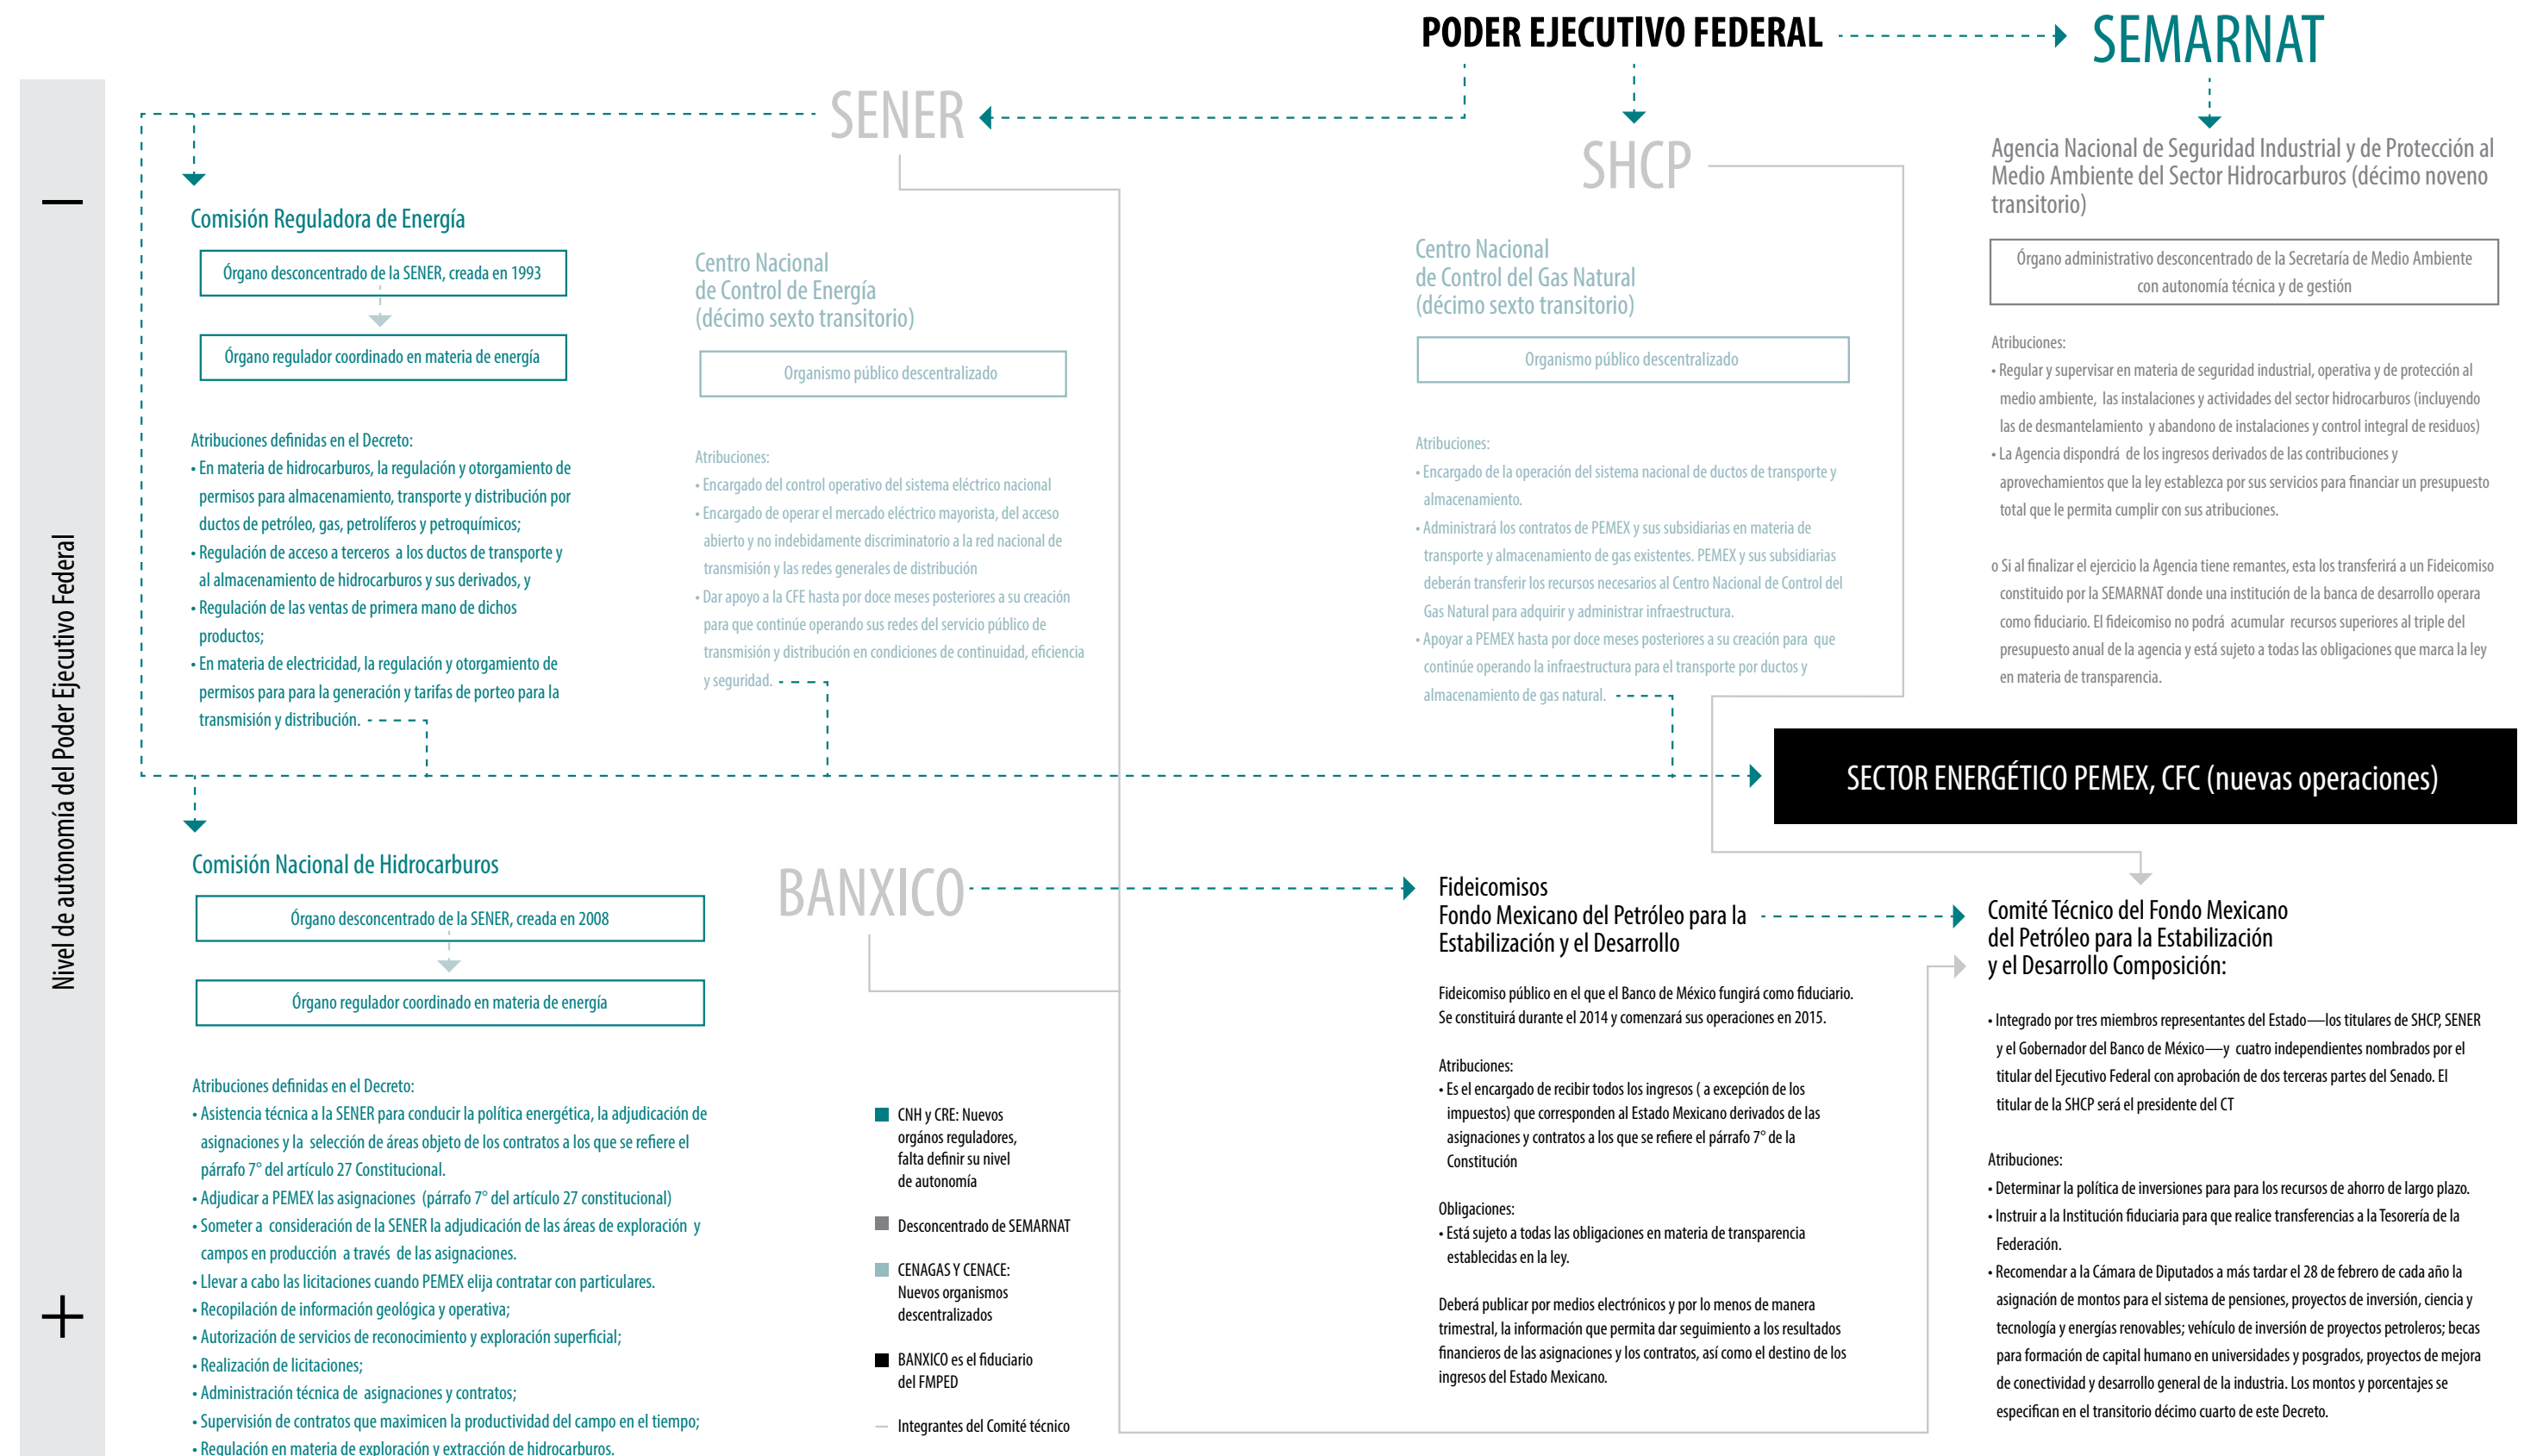 PODER EJECUTIVO FEDERAL
SEMARNAT
SENER
SHCP
Nivel de autonomía del Poder Ejecutivo Federal
Comisión Reguladora de Energía
Órgano desconcentrado de la SENER, creada en 1993
Órgano regulador coordinado en materia de energía
Atribuciones definidas en el Decreto:
• En materia de hidrocarburos, la regulación y otorgamiento de
permisos para almacenamiento, transporte y distribución por
ductos de petróleo, gas, petrolíferos y petroquímicos;
• Regulación de acceso a terceros a los ductos de transporte y
al almacenamiento de hidrocarburos y sus derivados, y
• Regulación de las ventas de primera mano de dichos
productos;
• En materia de electricidad, la regulación y otorgamiento de
permisos para para la generación y tarifas de porteo para la
transmisión y distribución.
Centro Nacional
de Control de Energía
(décimo sexto transitorio)
Organismo público descentralizado
Atribuciones:
• Encargado del control operativo del sistema eléctrico nacional
• Encargado de operar el mercado eléctrico mayorista, del acceso
abierto y no indebidamente discriminatorio a la red nacional de
transmisión y las redes generales de distribución
• Dar apoyo a la CFE hasta por doce meses posteriores a su creación
para que continúe operando sus redes del servicio público de
transmisión y distribución en condiciones de continuidad, eficiencia
y seguridad.
Centro Nacional
de Control del Gas Natural
(décimo sexto transitorio)
Organismo público descentralizado
Atribuciones:
• Encargado de la operación del sistema nacional de ductos de transporte y
almacenamiento.
• Administrará los contratos de PEMEX y sus subsidiarias en materia de
transporte y almacenamiento de gas existentes. PEMEX y sus subsidiarias
deberán transferir los recursos necesarios al Centro Nacional de Control del
Gas Natural para adquirir y administrar infraestructura.
• Apoyar a PEMEX hasta por doce meses posteriores a su creación para que
continúe operando la infraestructura para el transporte por ductos y
almacenamiento de gas natural.
Agencia Nacional de Seguridad Industrial y de Protección al
Medio Ambiente del Sector Hidrocarburos (décimo noveno
transitorio)
Órgano administrativo desconcentrado de la Secretaría de Medio Ambiente
con autonomía técnica y de gestión
Atribuciones:
• Regular y supervisar en materia de seguridad industrial, operativa y de protección al
medio ambiente, las instalaciones y actividades del sector hidrocarburos (incluyendo
las de desmantelamiento y abandono de instalaciones y control integral de residuos)
• La Agencia dispondrá de los ingresos derivados de las contribuciones y
aprovechamientos que la ley establezca por sus servicios para financiar un presupuesto
total que le permita cumplir con sus atribuciones.
o Si al finalizar el ejercicio la Agencia tiene remantes, esta los transferirá a un Fideicomiso
constituido por la SEMARNAT donde una institución de la banca de desarrollo operara
como fiduciario. El fideicomiso no podrá acumular recursos superiores al triple del
presupuesto anual de la agencia y está sujeto a todas las obligaciones que marca la ley
en materia de transparencia.
SECTOR ENERGÉTICO PEMEX, CFC (nuevas operaciones)
Comisión Nacional de Hidrocarburos
Órgano desconcentrado de la SENER, creada en 2008
Órgano regulador coordinado en materia de energía
Atribuciones definidas en el Decreto:
• Asistencia técnica a la SENER para conducir la política energética, la adjudicación de
asignaciones y la selección de áreas objeto de los contratos a los que se refiere el
párrafo 7° del artículo 27 Constitucional.
• Adjudicar a PEMEX las asignaciones (párrafo 7° del artículo 27 constitucional)
• Someter a consideración de la SENER la adjudicación de las áreas de exploración y
campos en producción a través de las asignaciones.
• Llevar a cabo las licitaciones cuando PEMEX elija contratar con particulares.
• Recopilación de información geológica y operativa;
• Autorización de servicios de reconocimiento y exploración superficial;
• Realización de licitaciones;
• Administración técnica de asignaciones y contratos;
• Supervisión de contratos que maximicen la productividad del campo en el tiempo;
• Regulación en materia de exploración y extracción de hidrocarburos.
BANXICO
CNH y CRE: Nuevos
orgános reguladores,
falta definir su nivel
de autonomía
Desconcentrado de SEMARNAT
CENAGAS Y CENACE:
Nuevos organismos
descentralizados
BANXICO es el fiduciario
del FMPED
Integrantes del Comité técnico
Fideicomisos
Fondo Mexicano del Petróleo para la
Estabilización y el Desarrollo
Fideicomiso público en el que el Banco de México fungirá como fiduciario.
Se constituirá durante el 2014 y comenzará sus operaciones en 2015.
Atribuciones:
• Es el encargado de recibir todos los ingresos ( a excepción de los
impuestos) que corresponden al Estado Mexicano derivados de las
asignaciones y contratos a los que se refiere el párrafo 7° de la
Constitución
Obligaciones:
• Está sujeto a todas las obligaciones en materia de transparencia
establecidas en la ley.
Deberá publicar por medios electrónicos y por lo menos de manera
trimestral, la información que permita dar seguimiento a los resultados
financieros de las asignaciones y los contratos, así como el destino de los
ingresos del Estado Mexicano.
Comité Técnico del Fondo Mexicano
del Petróleo para la Estabilización
y el Desarrollo Composición:
• Integrado por tres miembros representantes del Estado—los titulares de SHCP, SENER
y el Gobernador del Banco de México—y cuatro independientes nombrados por el
titular del Ejecutivo Federal con aprobación de dos terceras partes del Senado. El
titular de la SHCP será el presidente del CT
Atribuciones:
• Determinar la política de inversiones para para los recursos de ahorro de largo plazo.
• Instruir a la Institución fiduciaria para que realice transferencias a la Tesorería de la
Federación.
• Recomendar a la Cámara de Diputados a más tardar el 28 de febrero de cada año la
asignación de montos para el sistema de pensiones, proyectos de inversión, ciencia y
tecnología y energías renovables; vehículo de inversión de proyectos petroleros; becas
para formación de capital humano en universidades y posgrados, proyectos de mejora
de conectividad y desarrollo general de la industria. Los montos y porcentajes se
especifican en el transitorio décimo cuarto de este Decreto.